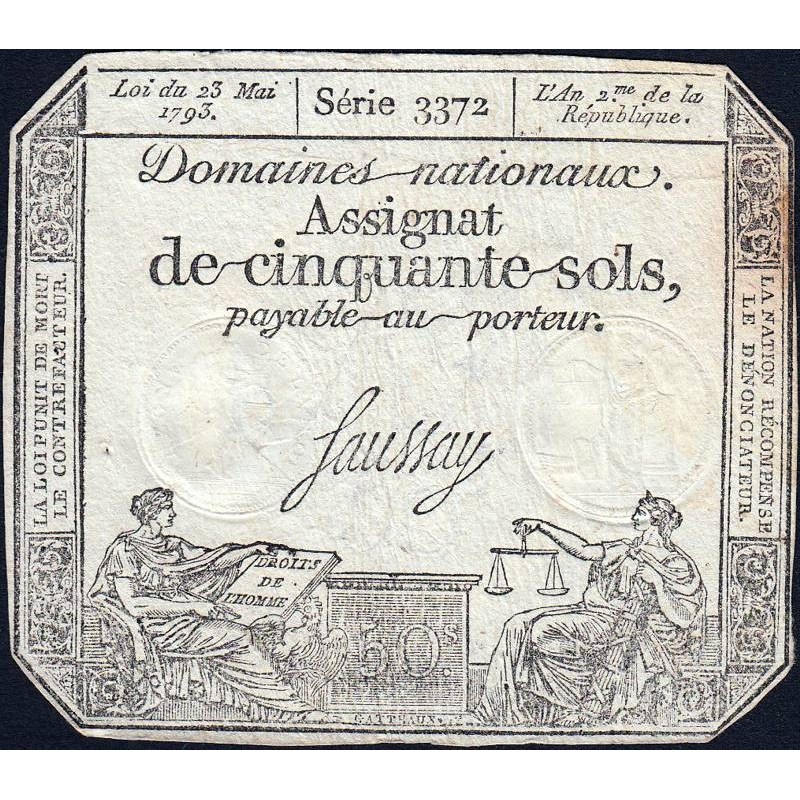 Loi du 23 Mai
1793.
Série 3372
L'An 2.me de la
République.
Domaines nationaux.
Assignat
de cinquante sols,
payable au porteur.
LA LOI PUNIT DE MORT
LE CONTREFACTEUR.
LA NATION RÉCOMPENSE
LE DÉNONCIATEUR.
Saussay
DROITS
DE
L'HOMME
50.s
GATTEAUX